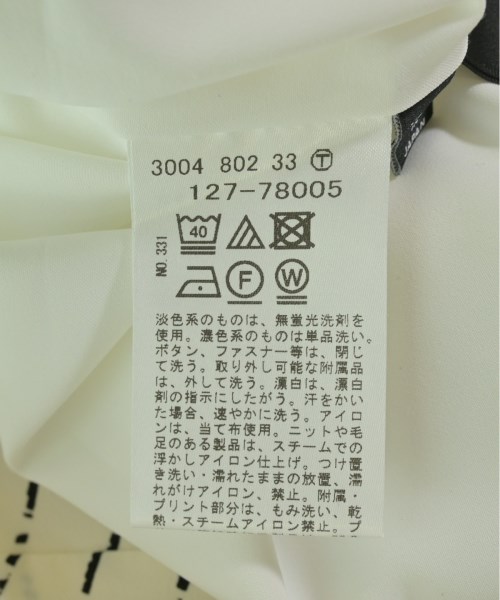 3004 802 33 Ⓣ
127-78005
NO. 331
40
F
W
淡色系のものは、無蛍光洗剤を
使用。濃色系のものは単品洗い。
ボタン、ファスナー等は、閉じ
て洗う。取り外し可能な附属品
は、外して洗う。漂白は、漂白
剤の指示にしたがう。汗をかい
た場合、速やかに洗う。アイロ
ンは、当て布使用。ニットや毛
足のある製品は、スチームでの
浮かしアイロン仕上げ。つけ置
き洗い・濡れたままの放置、濡
れがけアイロン、禁止。附属・
プリント部分は、もみ洗い、乾
熱・スチームアイロン禁止。プ
JAPAN